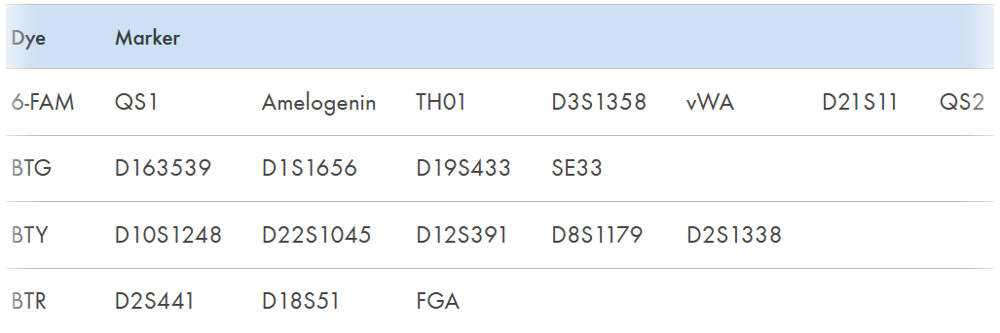 Dye Marker
6-FAM QS1 Amelogenin TH01 D3S1358 vWA D21S11 QS2
BTG D163539 D1S1656 D19S433 SE33
BTY D10S1248 D22S1045 D12S391 D8S1179 D2S1338
BTR D2S441 D18S51 FGA